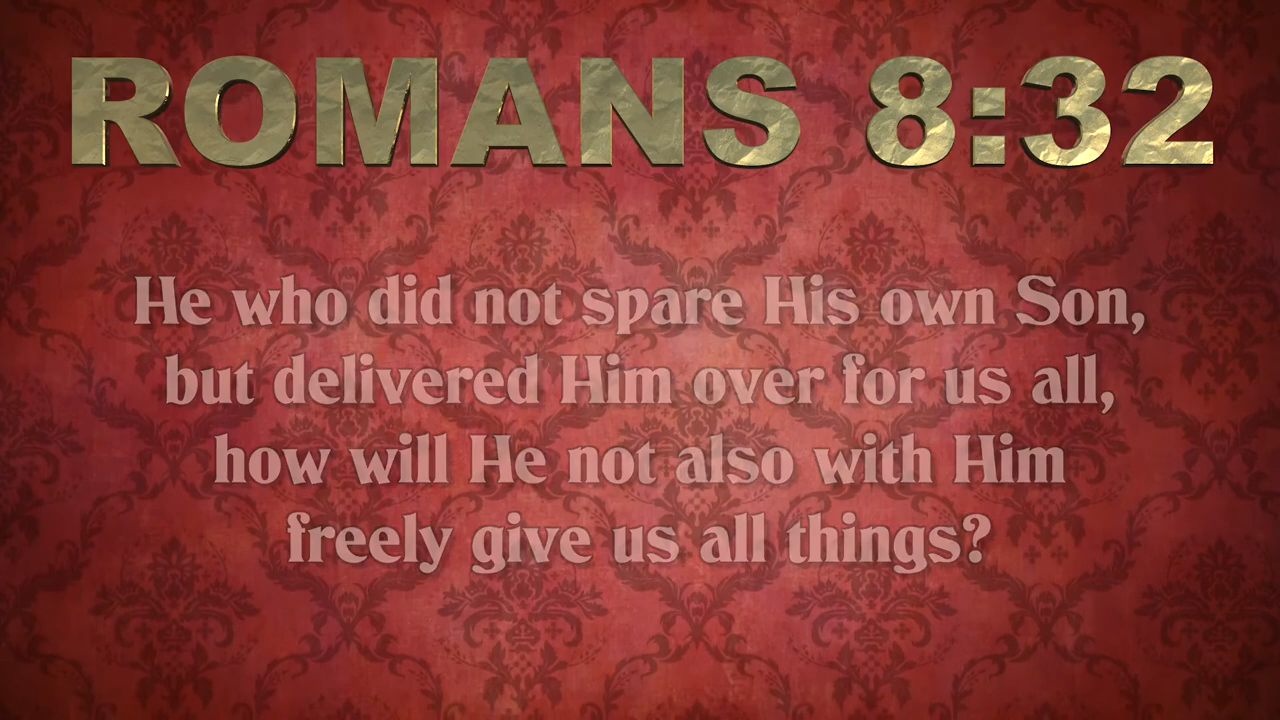 ROMANS 8:32
He who did not spare His own Son,
but delivered Him over for us all,
how will He not also with Him
freely give us all things?